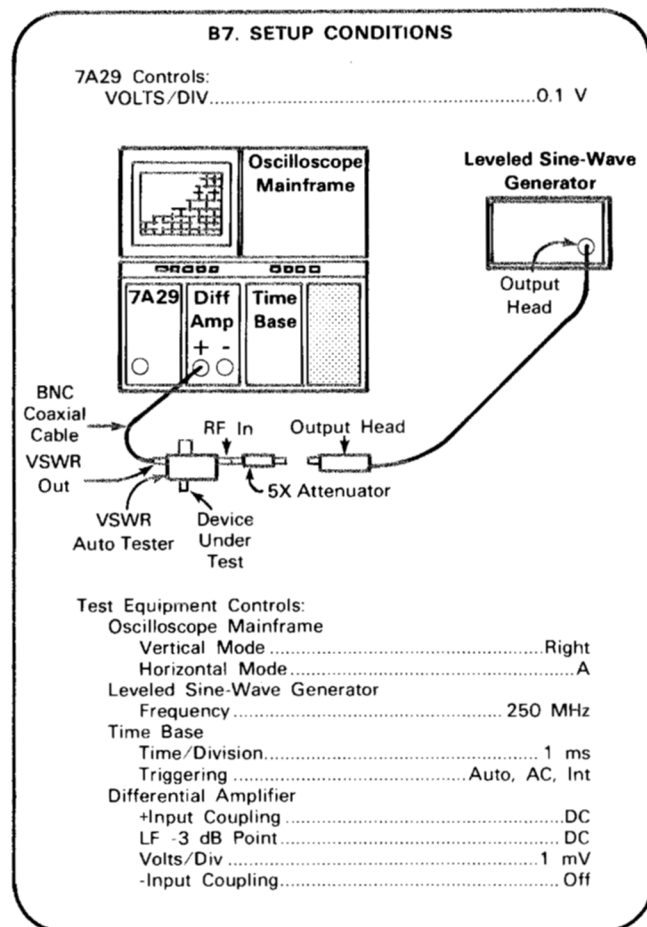 B7. SETUP CONDITIONS
7A29 Controls:
VOLTS/DIV..........0.1 V
Oscilloscope
Mainframe
Leveled Sine-Wave
Generator
Output
Head
7A29
Diff
Amp
+ -
Time
Base
BNC
Coaxial
Cable
RF In
Output Head
VSWR
Out
5X Attenuator
VSWR
Auto Tester
Device
Under
Test
Test Equipment Controls:
Oscilloscope Mainframe
Vertical Mode..........Right
Horizontal Mode..........A
Leveled Sine-Wave Generator
Frequency..........250 MHz
Time Base
Time/Division..........1 ms
Triggering..........Auto, AC, Int
Differential Amplifier
+Input Coupling..........DC
LF -3 dB Point..........DC
Volts/Div..........1 mV
-Input Coupling..........Off